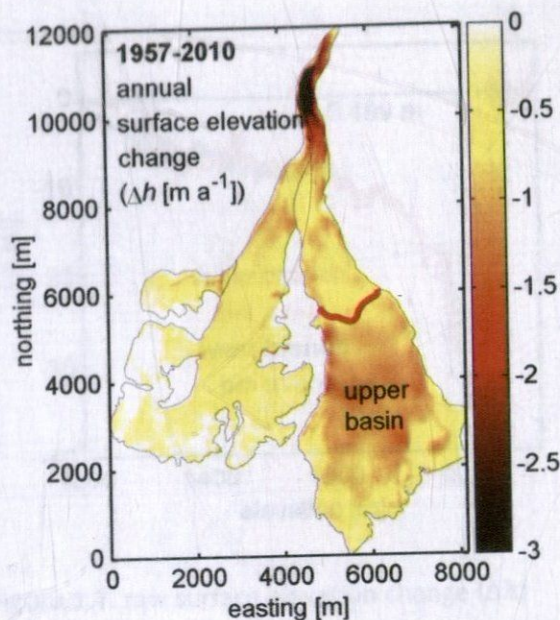 1957-2010
annual
surface elevation
change
(Δh [m a⁻¹])
12000
10000
8000
6000
4000
2000
0
northing [m]
upper
basin
0 2000 4000 6000 8000
easting [m]
0
-0.5
-1
-1.5
-2
-2.5
-3